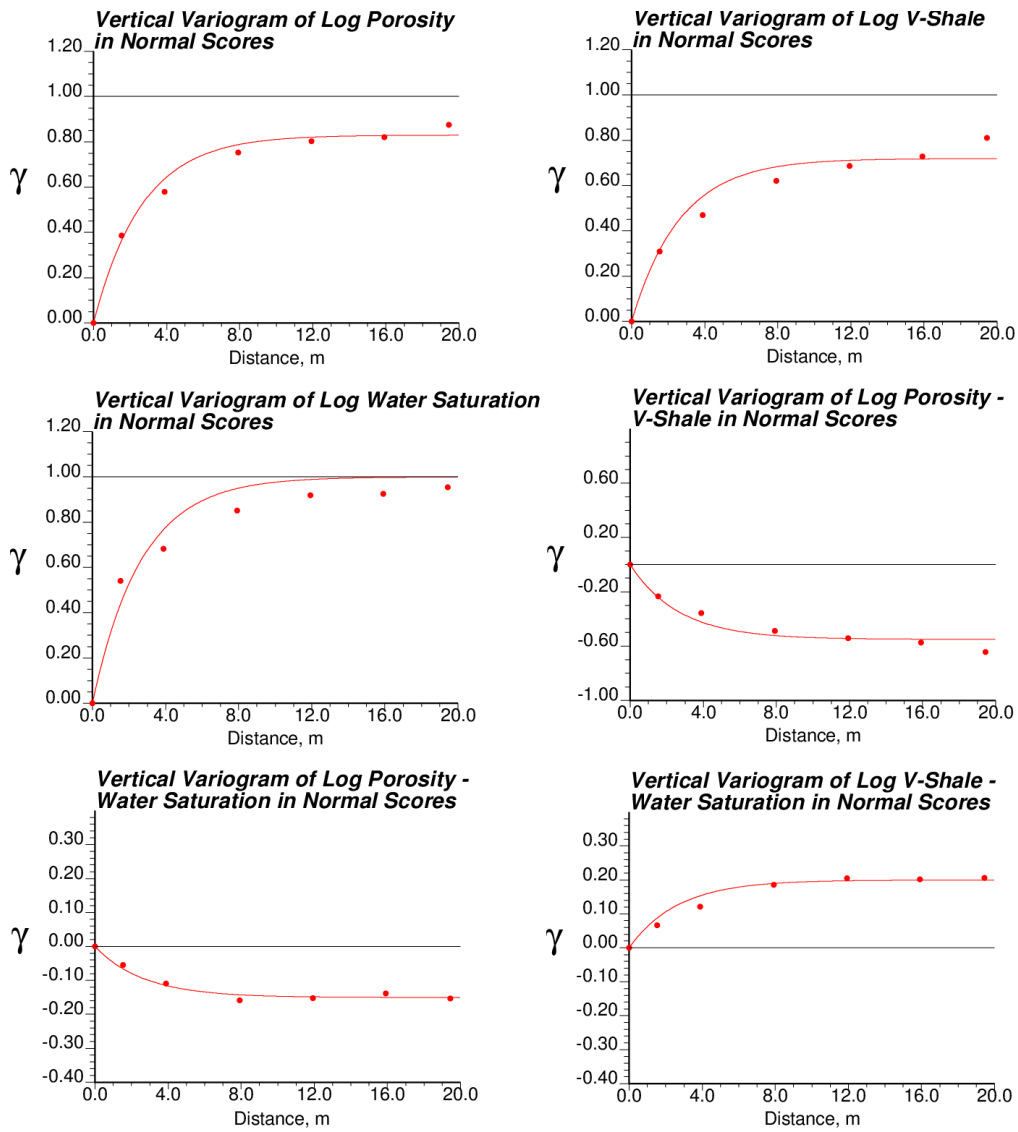 Vertical Variogram of Log Porosity
in Normal Scores
1.20
1.00
0.80
γ
0.60
0.40
0.20
0.00
0.0 4.0 8.0 12.0 16.0 20.0
Distance, m
Vertical Variogram of Log V-Shale
in Normal Scores
1.20
1.00
0.80
γ
0.60
0.40
0.20
0.00
0.0 4.0 8.0 12.0 16.0 20.0
Distance, m
Vertical Variogram of Log Water Saturation
in Normal Scores
1.20
1.00
0.80
γ
0.60
0.40
0.20
0.00
0.0 4.0 8.0 12.0 16.0 20.0
Distance, m
Vertical Variogram of Log Porosity -
V-Shale in Normal Scores
0.60
0.20
γ
-0.20
-0.60
-1.00
0.0 4.0 8.0 12.0 16.0 20.0
Distance, m
Vertical Variogram of Log Porosity -
Water Saturation in Normal Scores
0.30
0.20
0.10
γ
0.00
-0.10
-0.20
-0.30
-0.40
0.0 4.0 8.0 12.0 16.0 20.0
Distance, m
Vertical Variogram of Log V-Shale -
Water Saturation in Normal Scores
0.30
0.20
0.10
γ
0.00
-0.10
-0.20
-0.30
-0.40
0.0 4.0 8.0 12.0 16.0 20.0
Distance, m